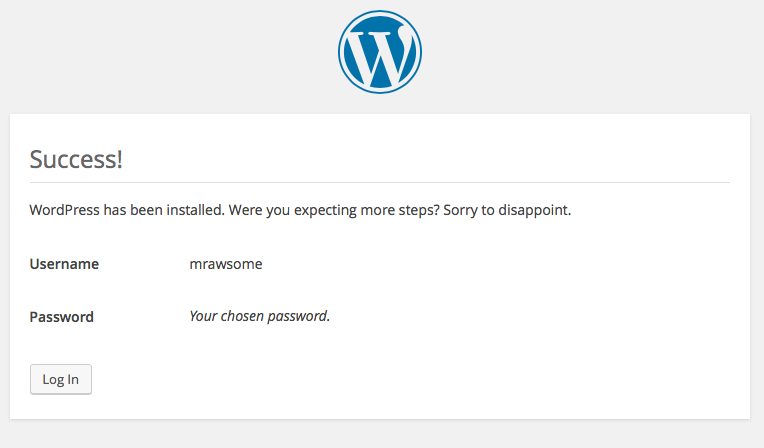 Success!
WordPress has been installed. Were you expecting more steps? Sorry to disappoint.
Username mrawsome
Password Your chosen password.
Log In